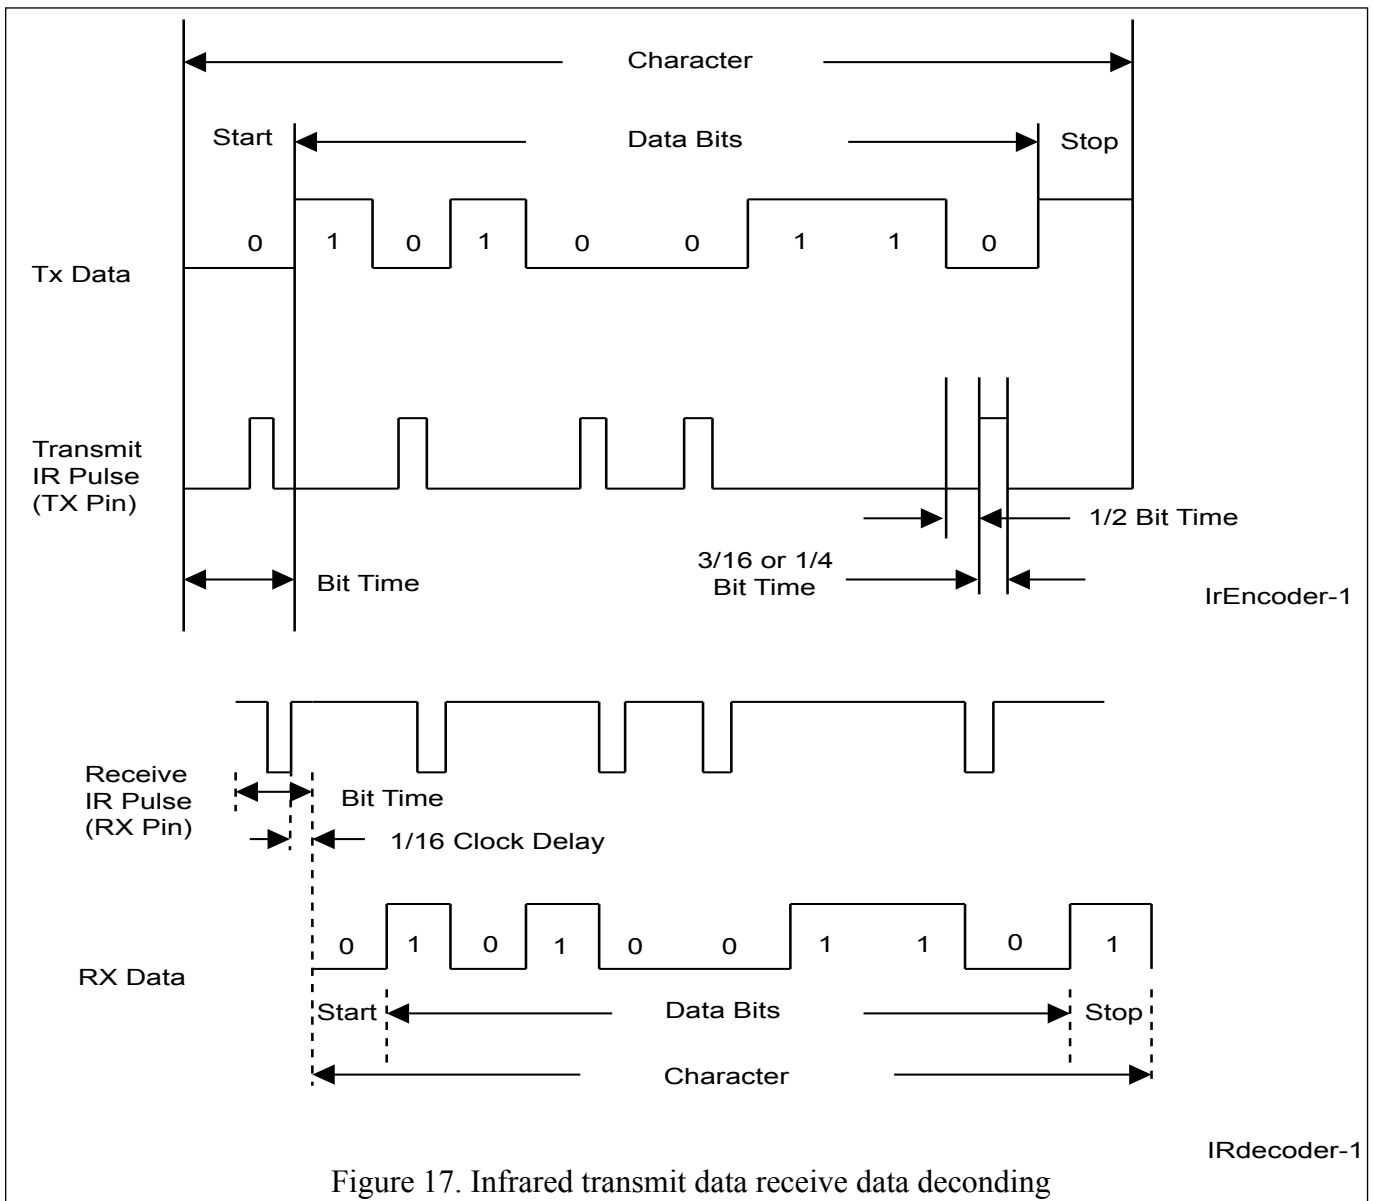 Character
Start
Data Bits
Stop
0 1 0 1 0 0 1 1 0
Tx Data
Transmit
IR Pulse
(TX Pin)
1/2 Bit Time
3/16 or 1/4
Bit Time
Bit Time
IrEncoder-1
Receive
IR Pulse
(RX Pin)
Bit Time
1/16 Clock Delay
0 1 0 1 0 0 1 1 0 1
RX Data
Start
Data Bits
Stop
Character
IRdecoder-1
Figure 17. Infrared transmit data receive data deconding